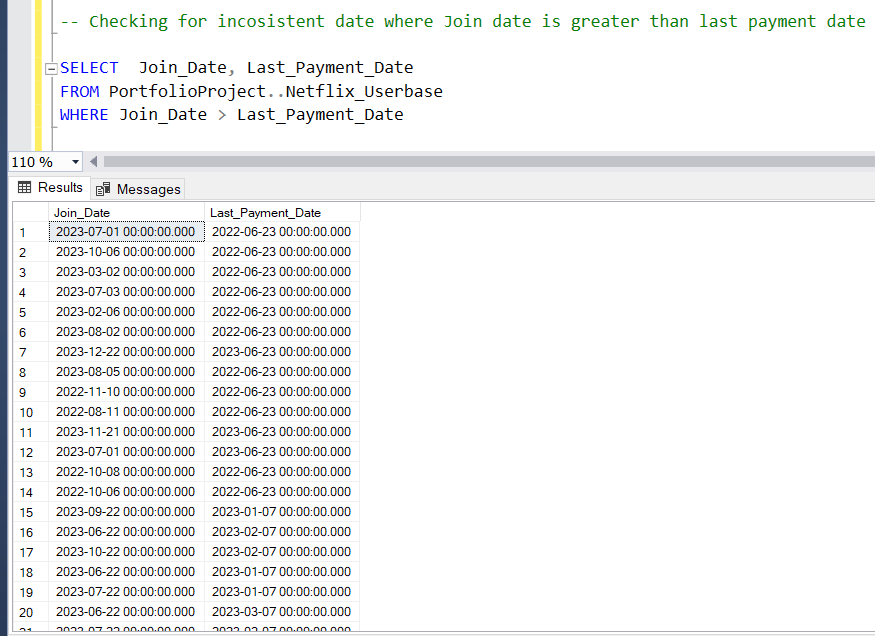 -- Checking for incosistent date where Join date is greater than last payment date
SELECT Join_Date, Last_Payment_Date
FROM PortfolioProject..Netflix_Userbase
WHERE Join_Date > Last_Payment_Date
110 %
Results Messages
Join_Date Last_Payment_Date
1 2023-07-01 00:00:00.000 2022-06-23 00:00:00.000
2 2023-10-06 00:00:00.000 2022-06-23 00:00:00.000
3 2023-03-02 00:00:00.000 2022-06-23 00:00:00.000
4 2023-07-03 00:00:00.000 2022-06-23 00:00:00.000
5 2023-02-06 00:00:00.000 2022-06-23 00:00:00.000
6 2023-08-02 00:00:00.000 2022-06-23 00:00:00.000
7 2023-12-22 00:00:00.000 2023-06-23 00:00:00.000
8 2023-08-05 00:00:00.000 2022-06-23 00:00:00.000
9 2022-11-10 00:00:00.000 2022-06-23 00:00:00.000
10 2022-08-11 00:00:00.000 2022-06-23 00:00:00.000
11 2023-11-21 00:00:00.000 2023-06-23 00:00:00.000
12 2023-07-01 00:00:00.000 2023-06-23 00:00:00.000
13 2022-10-08 00:00:00.000 2022-06-23 00:00:00.000
14 2022-10-06 00:00:00.000 2022-06-23 00:00:00.000
15 2023-09-22 00:00:00.000 2023-01-07 00:00:00.000
16 2023-06-22 00:00:00.000 2023-02-07 00:00:00.000
17 2023-10-22 00:00:00.000 2023-02-07 00:00:00.000
18 2023-06-22 00:00:00.000 2023-01-07 00:00:00.000
19 2023-07-22 00:00:00.000 2023-01-07 00:00:00.000
20 2023-06-22 00:00:00.000 2023-03-07 00:00:00.000